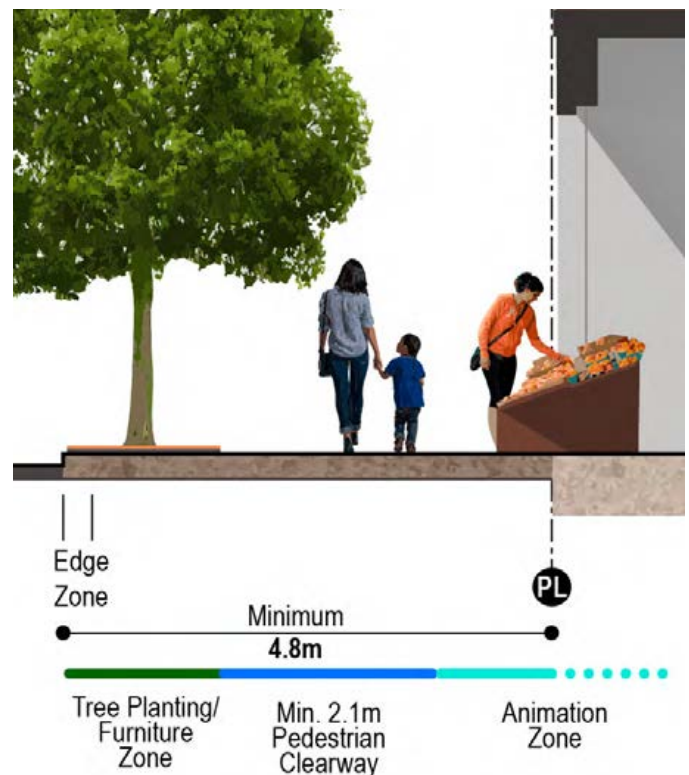 Edge
Zone
PL
Minimum
4.8m
Tree Planting/
Furniture
Zone
Min. 2.1m
Pedestrian
Clearway
Animation
Zone